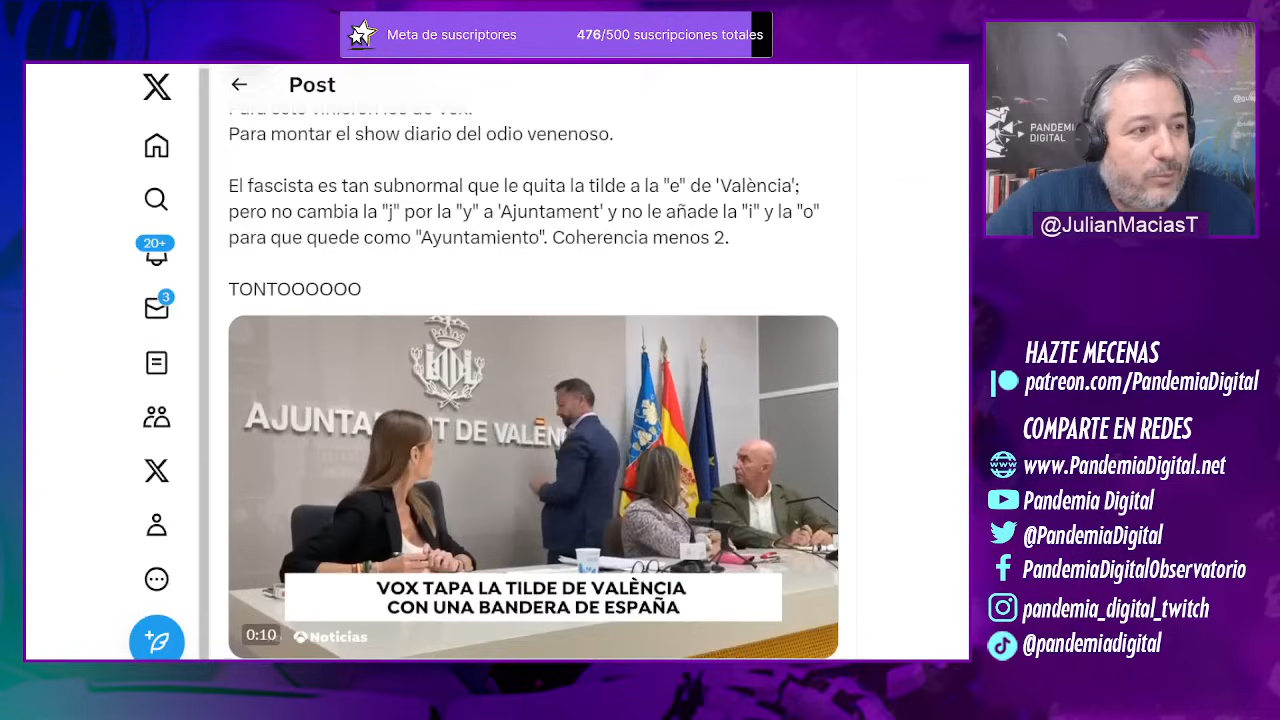 Meta de suscriptores
476/500 suscripciones totales
Post
Para montar el show diario del odio venenoso.
El fascista es tan subnormal que le quita la tilde a la "e" de 'València';
pero no cambia la "j" por la "y" a 'Ajuntament' y no le añade la "i" y la "o"
para que quede como "Ayuntamiento". Coherencia menos 2.
TONTOOOOOO
20+
3
AJUNTA
T DE VALÈN
VOX TAPA LA TILDE DE VALÈNCIA
CON UNA BANDERA DE ESPAÑA
0:10
Noticias
PANDEMI
DIGITAL
@JulianMaciasT
HAZTE MECENAS
patreon.com/PandemiaDigital
COMPARTE EN REDES
www.PandemiaDigital.net
Pandemia Digital
@PandemiaDigital
PandemiaDigitalObservatorio
pandemia_digital_twitch
@pandemiadigital